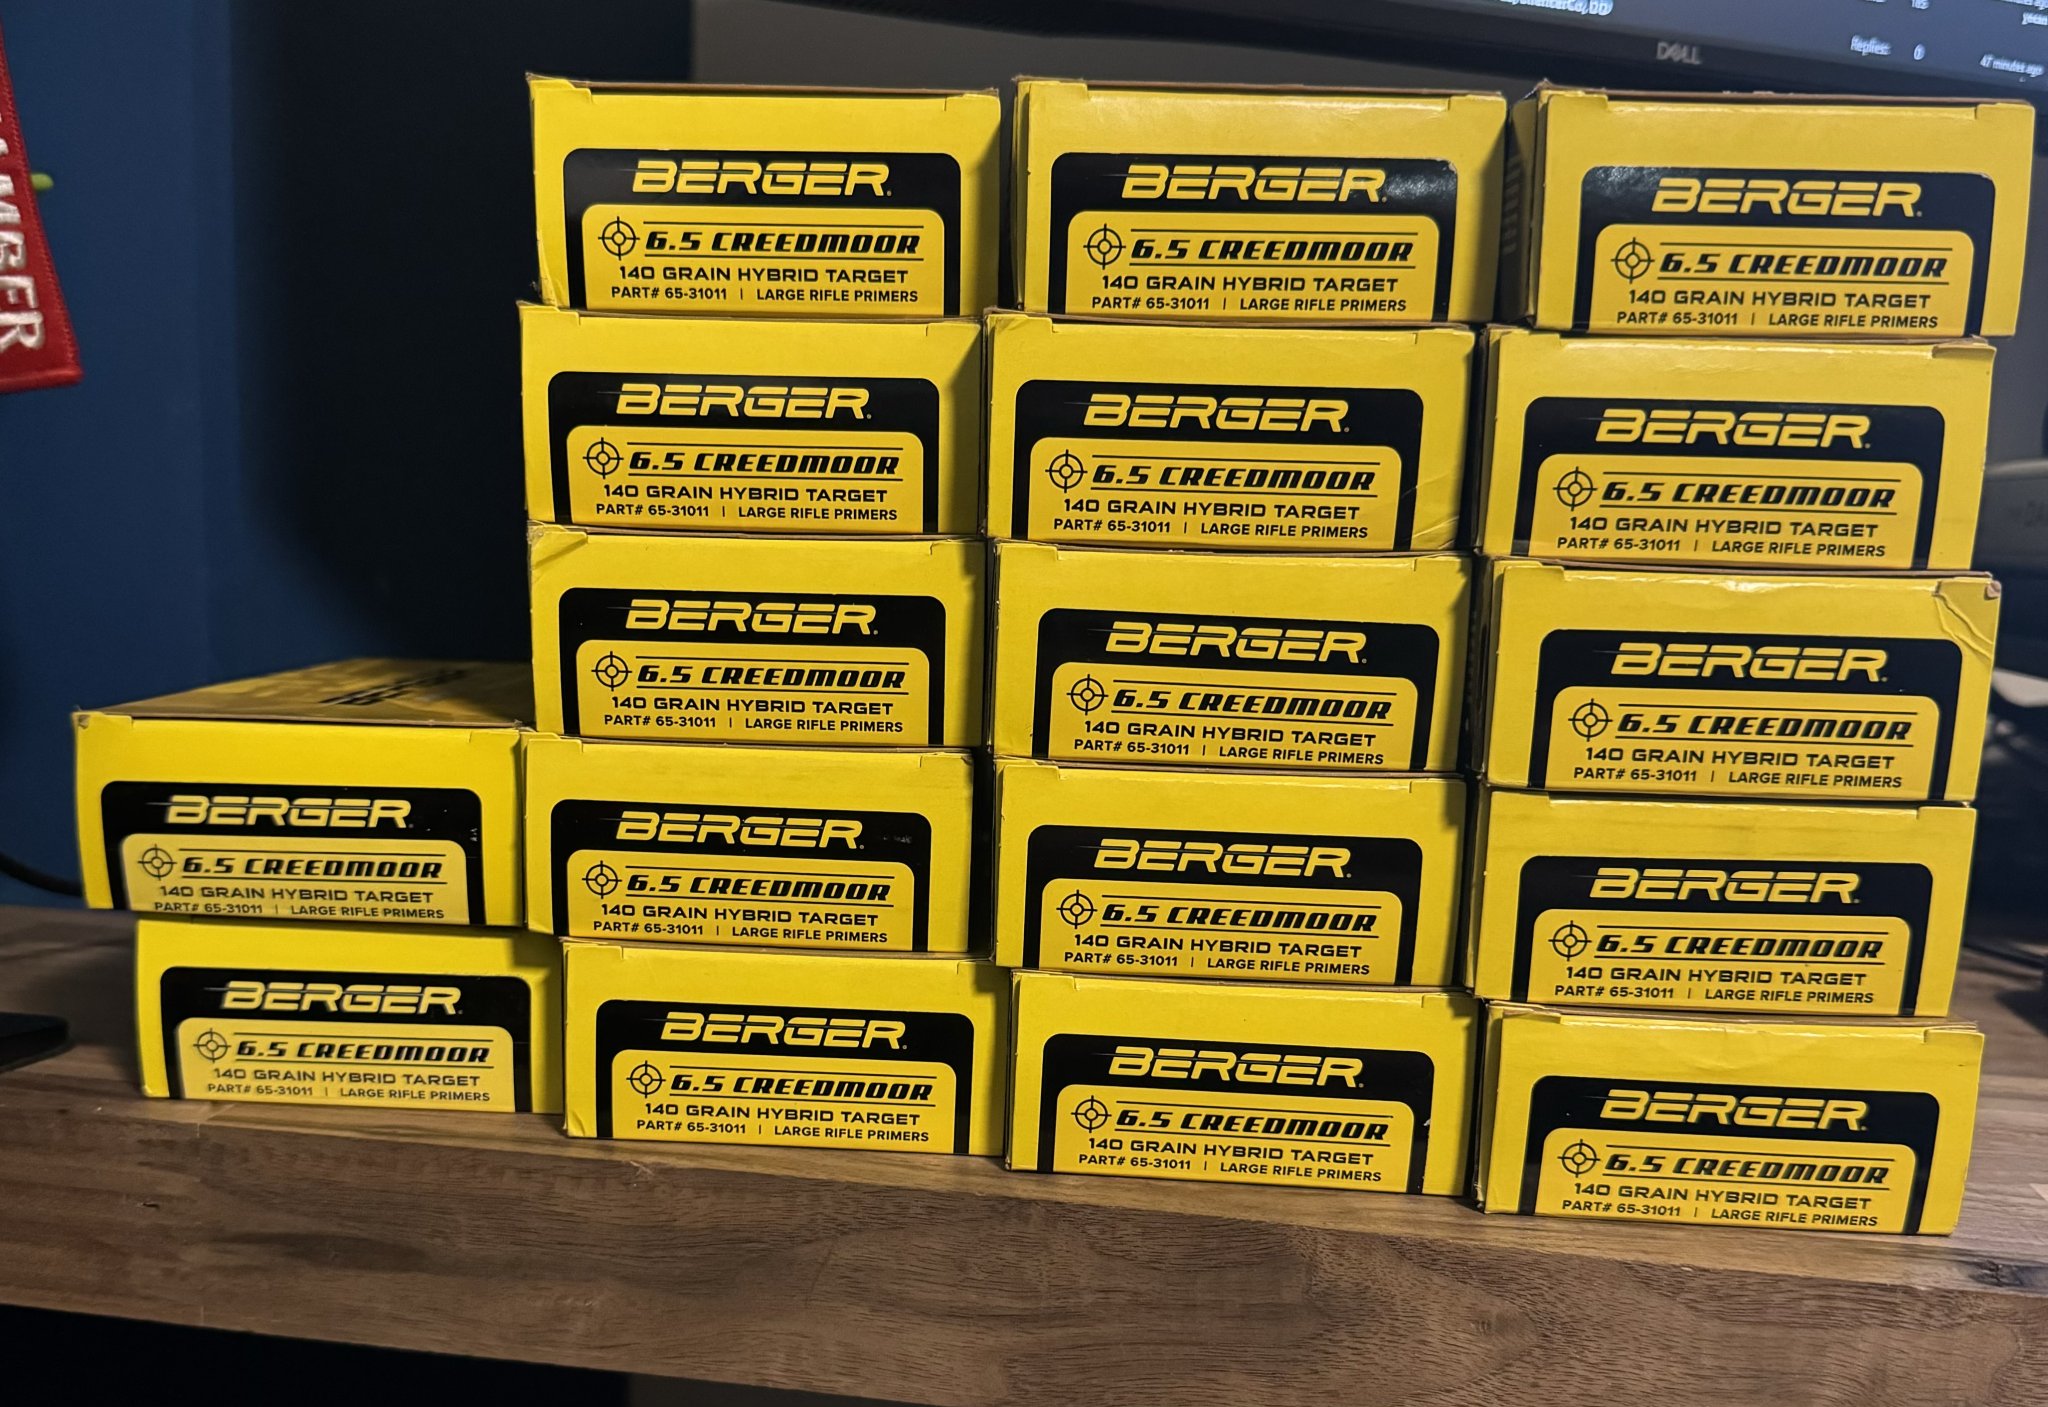 DELL
Replies: 0
47 minutes ago
BERGER
6.5 CREEDMOOR
140 GRAIN HYBRID TARGET
PART# 65-31011 | LARGE RIFLE PRIMERS
BERGER
6.5 CREEDMOOR
140 GRAIN HYBRID TARGET
PART# 65-31011 | LARGE RIFLE PRIMERS
BERGER
6.5 CREEDMOOR
140 GRAIN HYBRID TARGET
PART# 65-31011 | LARGE RIFLE PRIMERS
BERGER
6.5 CREEDMOOR
140 GRAIN HYBRID TARGET
PART# 65-31011 | LARGE RIFLE PRIMERS
BERGER
6.5 CREEDMOOR
140 GRAIN HYBRID TARGET
PART# 65-31011 | LARGE RIFLE PRIMERS
BERGER
6.5 CREEDMOOR
140 GRAIN HYBRID TARGET
PART# 65-31011 | LARGE RIFLE PRIMERS
BERGER
6.5 CREEDMOOR
140 GRAIN HYBRID TARGET
PART# 65-31011 | LARGE RIFLE PRIMERS
BERGER
6.5 CREEDMOOR
140 GRAIN HYBRID TARGET
PART# 65-31011 | LARGE RIFLE PRIMERS
BERGER
6.5 CREEDMOOR
140 GRAIN HYBRID TARGET
PART# 65-31011 | LARGE RIFLE PRIMERS
BERGER
6.5 CREEDMOOR
140 GRAIN HYBRID TARGET
PART# 65-31011 | LARGE RIFLE PRIMERS
BERGER
6.5 CREEDMOOR
140 GRAIN HYBRID TARGET
PART# 65-31011 | LARGE RIFLE PRIMERS
BERGER
6.5 CREEDMOOR
140 GRAIN HYBRID TARGET
PART# 65-31011 | LARGE RIFLE PRIMERS
BERGER
6.5 CREEDMOOR
140 GRAIN HYBRID TARGET
PART# 65-31011 | LARGE RIFLE PRIMERS
BERGER
6.5 CREEDMOOR
140 GRAIN HYBRID TARGET
PART# 65-31011 | LARGE RIFLE PRIMERS
BERGER
6.5 CREEDMOOR
140 GRAIN HYBRID TARGET
PART# 65-31011 | LARGE RIFLE PRIMERS
BERGER
6.5 CREEDMOOR
140 GRAIN HYBRID TARGET
PART# 65-31011 | LARGE RIFLE PRIMERS
BERGER
6.5 CREEDMOOR
140 GRAIN HYBRID TARGET
PART# 65-31011 | LARGE RIFLE PRIMERS